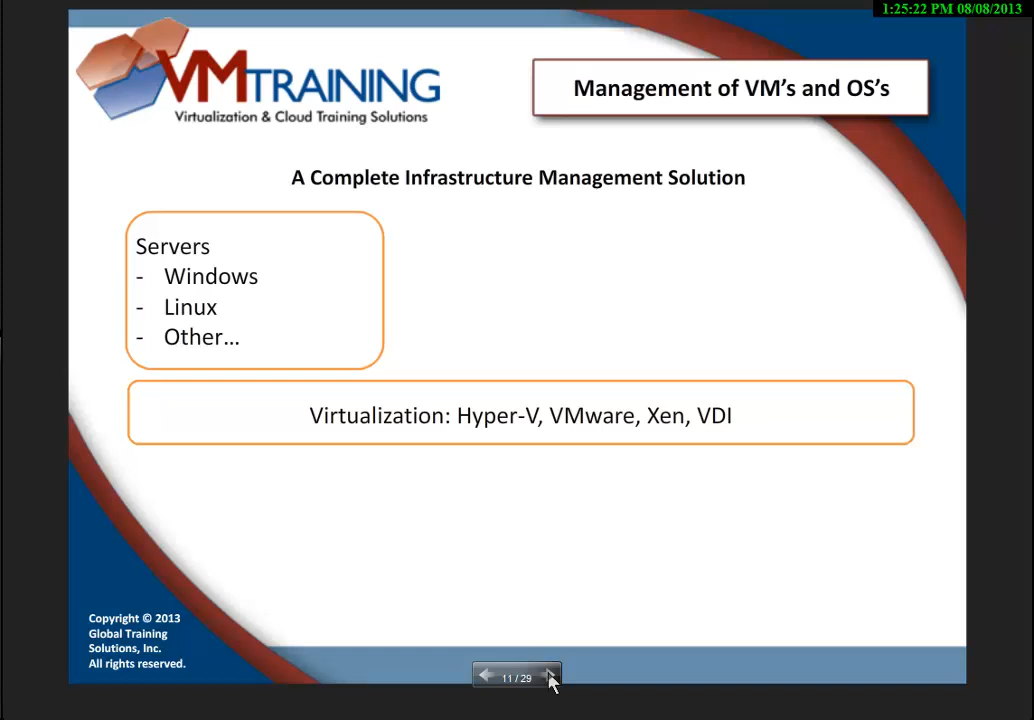 1:25:22 PM 08/08/2013
VMTRAINING
Virtualization & Cloud Training Solutions
Management of VM's and OS's
A Complete Infrastructure Management Solution
Servers
- Windows
- Linux
- Other...
Virtualization: Hyper-V, VMware, Xen, VDI
Copyright © 2013
Global Training
Solutions, Inc.
All rights reserved.
11 / 29